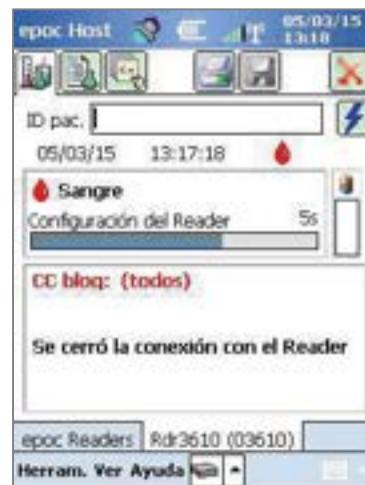 epoc Host 05/03/15
13:18
ID pac.
05/03/15 13:17:18
Sangre
Configuración del Reader 5s
CC bloq: (todos)
Se cerró la conexión con el Reader
epoc Readers Rdr3610 (03610)
Herram. Ver Ayuda